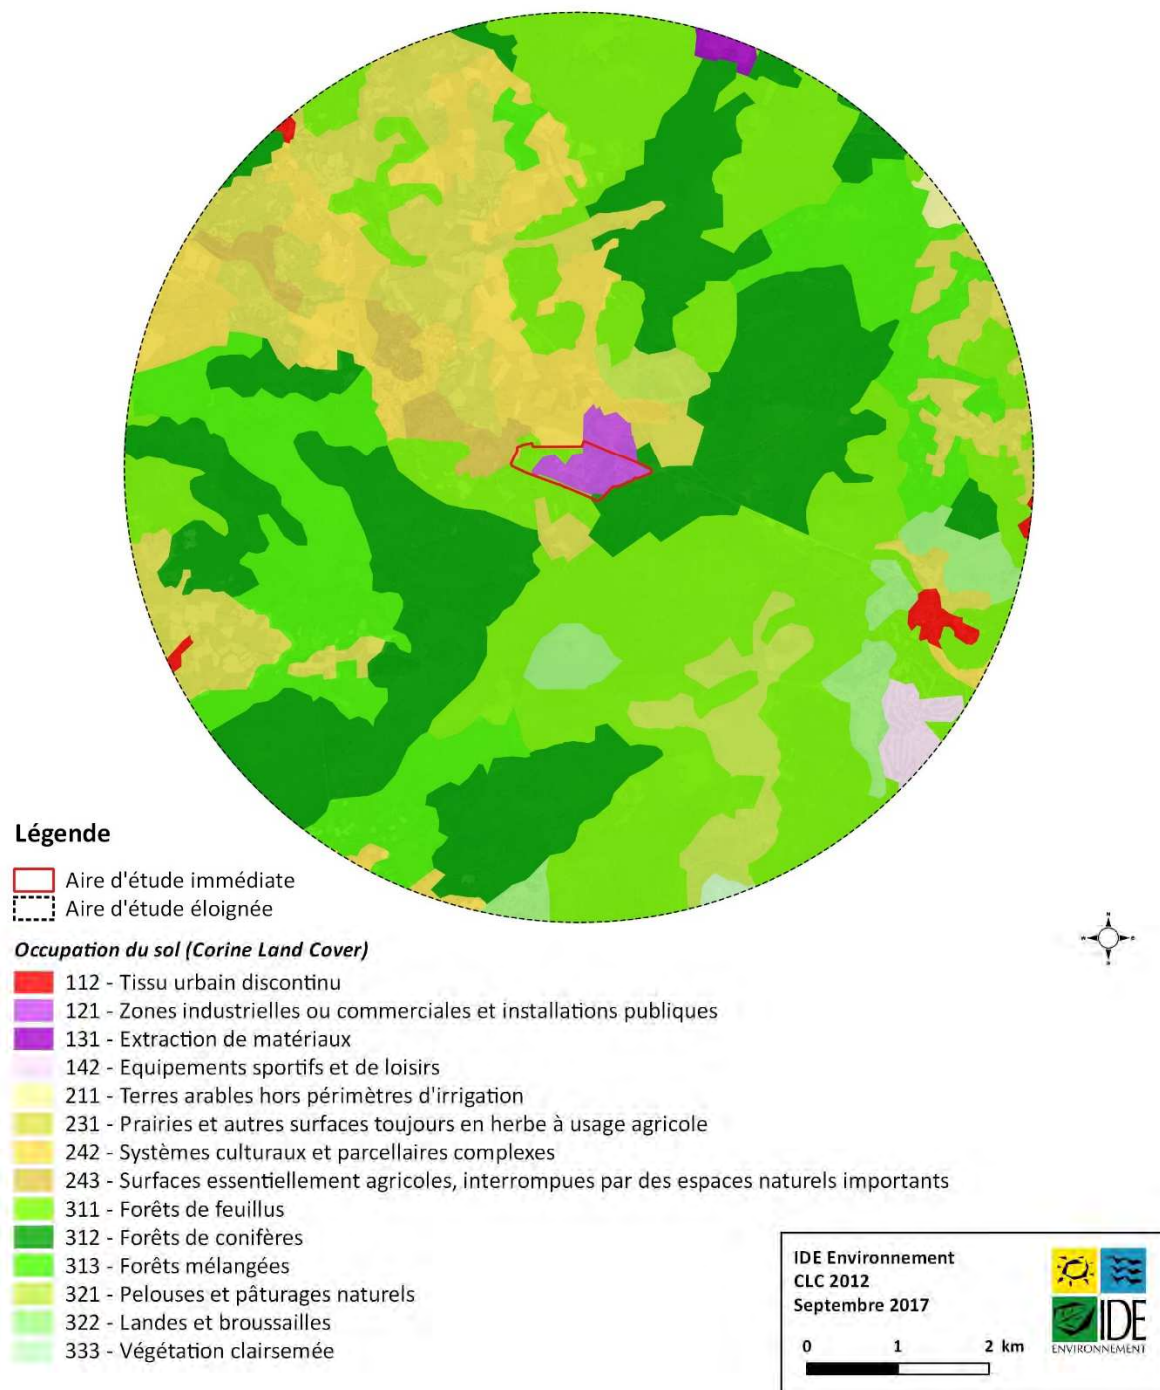 Légende
Aire d'étude immédiate
Aire d'étude éloignée
Occupation du sol (Corine Land Cover)
112 - Tissu urbain discontinu
121 - Zones industrielles ou commerciales et installations publiques
131 - Extraction de matériaux
142 - Equipements sportifs et de loisirs
211 - Terres arables hors périmètres d'irrigation
231 - Prairies et autres surfaces toujours en herbe à usage agricole
242 - Systèmes culturaux et parcellaires complexes
243 - Surfaces essentiellement agricoles, interrompues par des espaces naturels importants
311 - Forêts de feuillus
312 - Forêts de conifères
313 - Forêts mélangées
321 - Pelouses et pâturages naturels
322 - Landes et broussailles
333 - Végétation clairsemée
IDE Environnement
CLC 2012
Septembre 2017
0 1 2 km
IDE
ENVIRONNEMENT